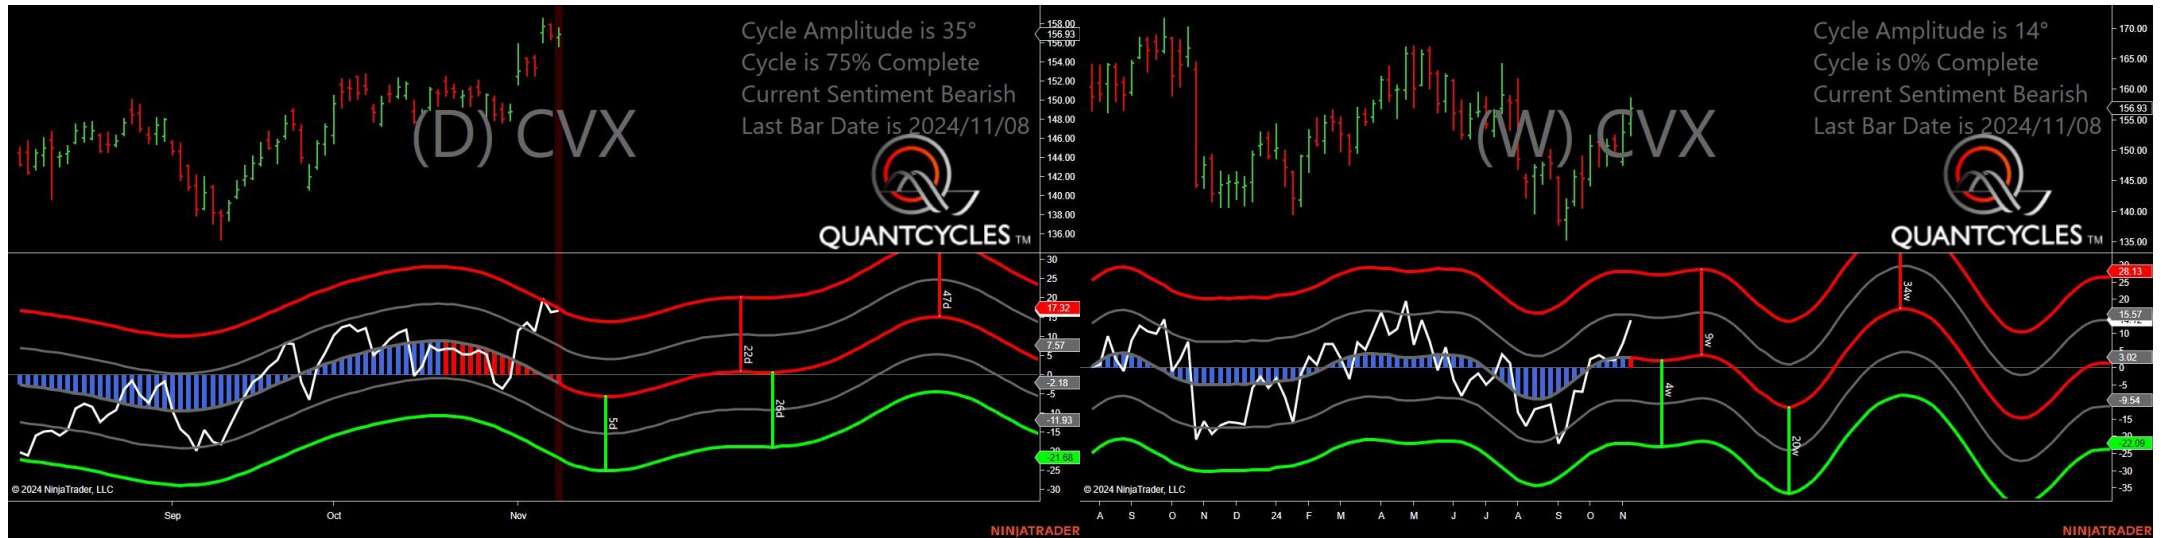 Cycle Amplitude is 35°
Cycle is 75% Complete
Current Sentiment Bearish
Last Bar Date is 2024/11/08
(D) CVX
QUANTCYCLES TM
158.00
156.93
156.00
154.00
152.00
150.00
148.00
146.00
144.00
142.00
140.00
138.00
136.00
30
25
20
17.32
15
10
7.57
5
0
-2.18
-5
-10
-11.93
-15
-21.68
-25
-30
22d
47d
5d
26d
© 2024 NinjaTrader, LLC
Sep
Oct
Nov
NINJATRADER
Cycle Amplitude is 14°
Cycle is 0% Complete
Current Sentiment Bearish
Last Bar Date is 2024/11/08
(W) CVX
QUANTCYCLES TM
170.00
165.00
160.00
156.93
155.00
150.00
145.00
140.00
135.00
28.13
25
20
15.57
10
5
3.02
0
-5
-9.54
-15
-22.09
-25
-30
-35
9w
34w
4w
20w
© 2024 NinjaTrader, LLC
A S O N D 24 F M A M J J A S O N
NINJATRADER